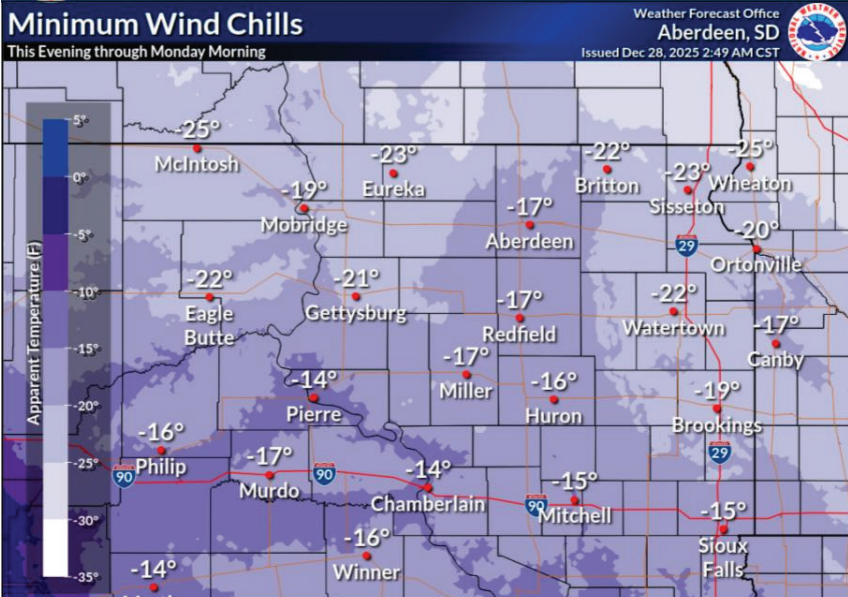 Minimum Wind Chills
This Evening through Monday Morning
Weather Forecast Office
Aberdeen, SD
Issued Dec 28, 2025 2:49 AM CST
NATIONAL WEATHER SERVICE
Apparent Temperature (F)
5°
0°
-5°
-10°
-15°
-20°
-25°
-30°
-35°
-25°
McIntosh
-23°
Eureka
-22°
Britton
-23°
Sisseton
-25°
Wheaton
-19°
Mobridge
-17°
Aberdeen
-20°
Ortonville
29
-22°
Eagle
Butte
-21°
Gettysburg
-17°
Redfield
-22°
Watertown
-17°
Canby
-17°
Miller
-14°
Pierre
-16°
Huron
-19°
Brookings
29
-16°
Philip
90
-17°
Murdo
90
-14°
Chamberlain
90
-15°
Mitchell
-15°
Sioux
Falls
-16°
Winner
-14°